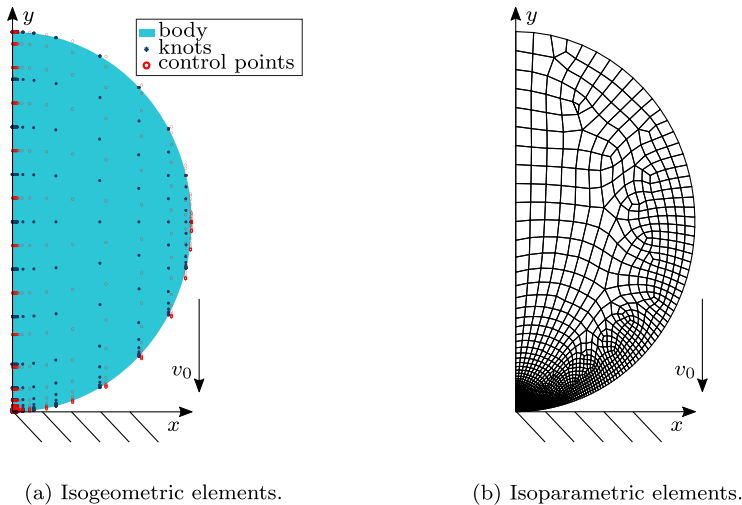 y
body
knots
control points
v₀
x
(a) Isogeometric elements.
y
v₀
x
(b) Isoparametric elements.